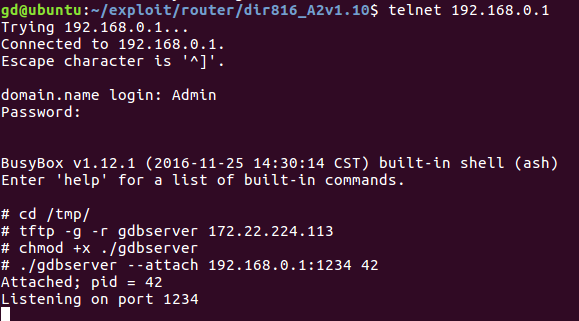 gd@ubuntu:~/exploit/router/dir816_A2v1.10$ telnet 192.168.0.1
Trying 192.168.0.1...
Connected to 192.168.0.1.
Escape character is '^]'.
domain.name login: Admin
Password:
BusyBox v1.12.1 (2016-11-25 14:30:14 CST) built-in shell (ash)
Enter 'help' for a list of built-in commands.
# cd /tmp/
# tftp -g -r gdbserver 172.22.224.113
# chmod +x ./gdbserver
# ./gdbserver --attach 192.168.0.1:1234 42
Attached; pid = 42
Listening on port 1234